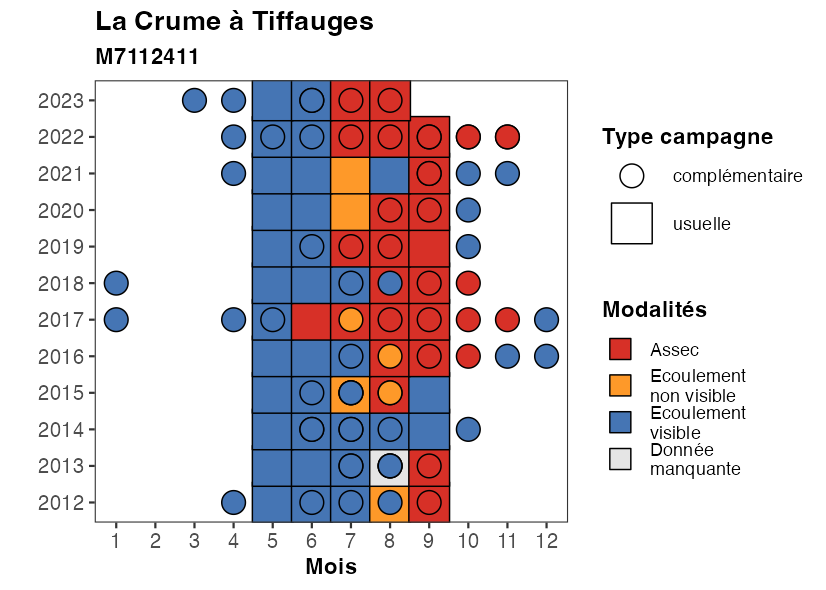 La Crume à Tiffauges
M7112411
2023
2022
2021
2020
2019
2018
2017
2016
2015
2014
2013
2012
1 2 3 4 5 6 7 8 9 10 11 12
Mois
Type campagne
complémentaire
usuelle
Modalités
Assec
Ecoulement
non visible
Ecoulement
visible
Donnée
manquante